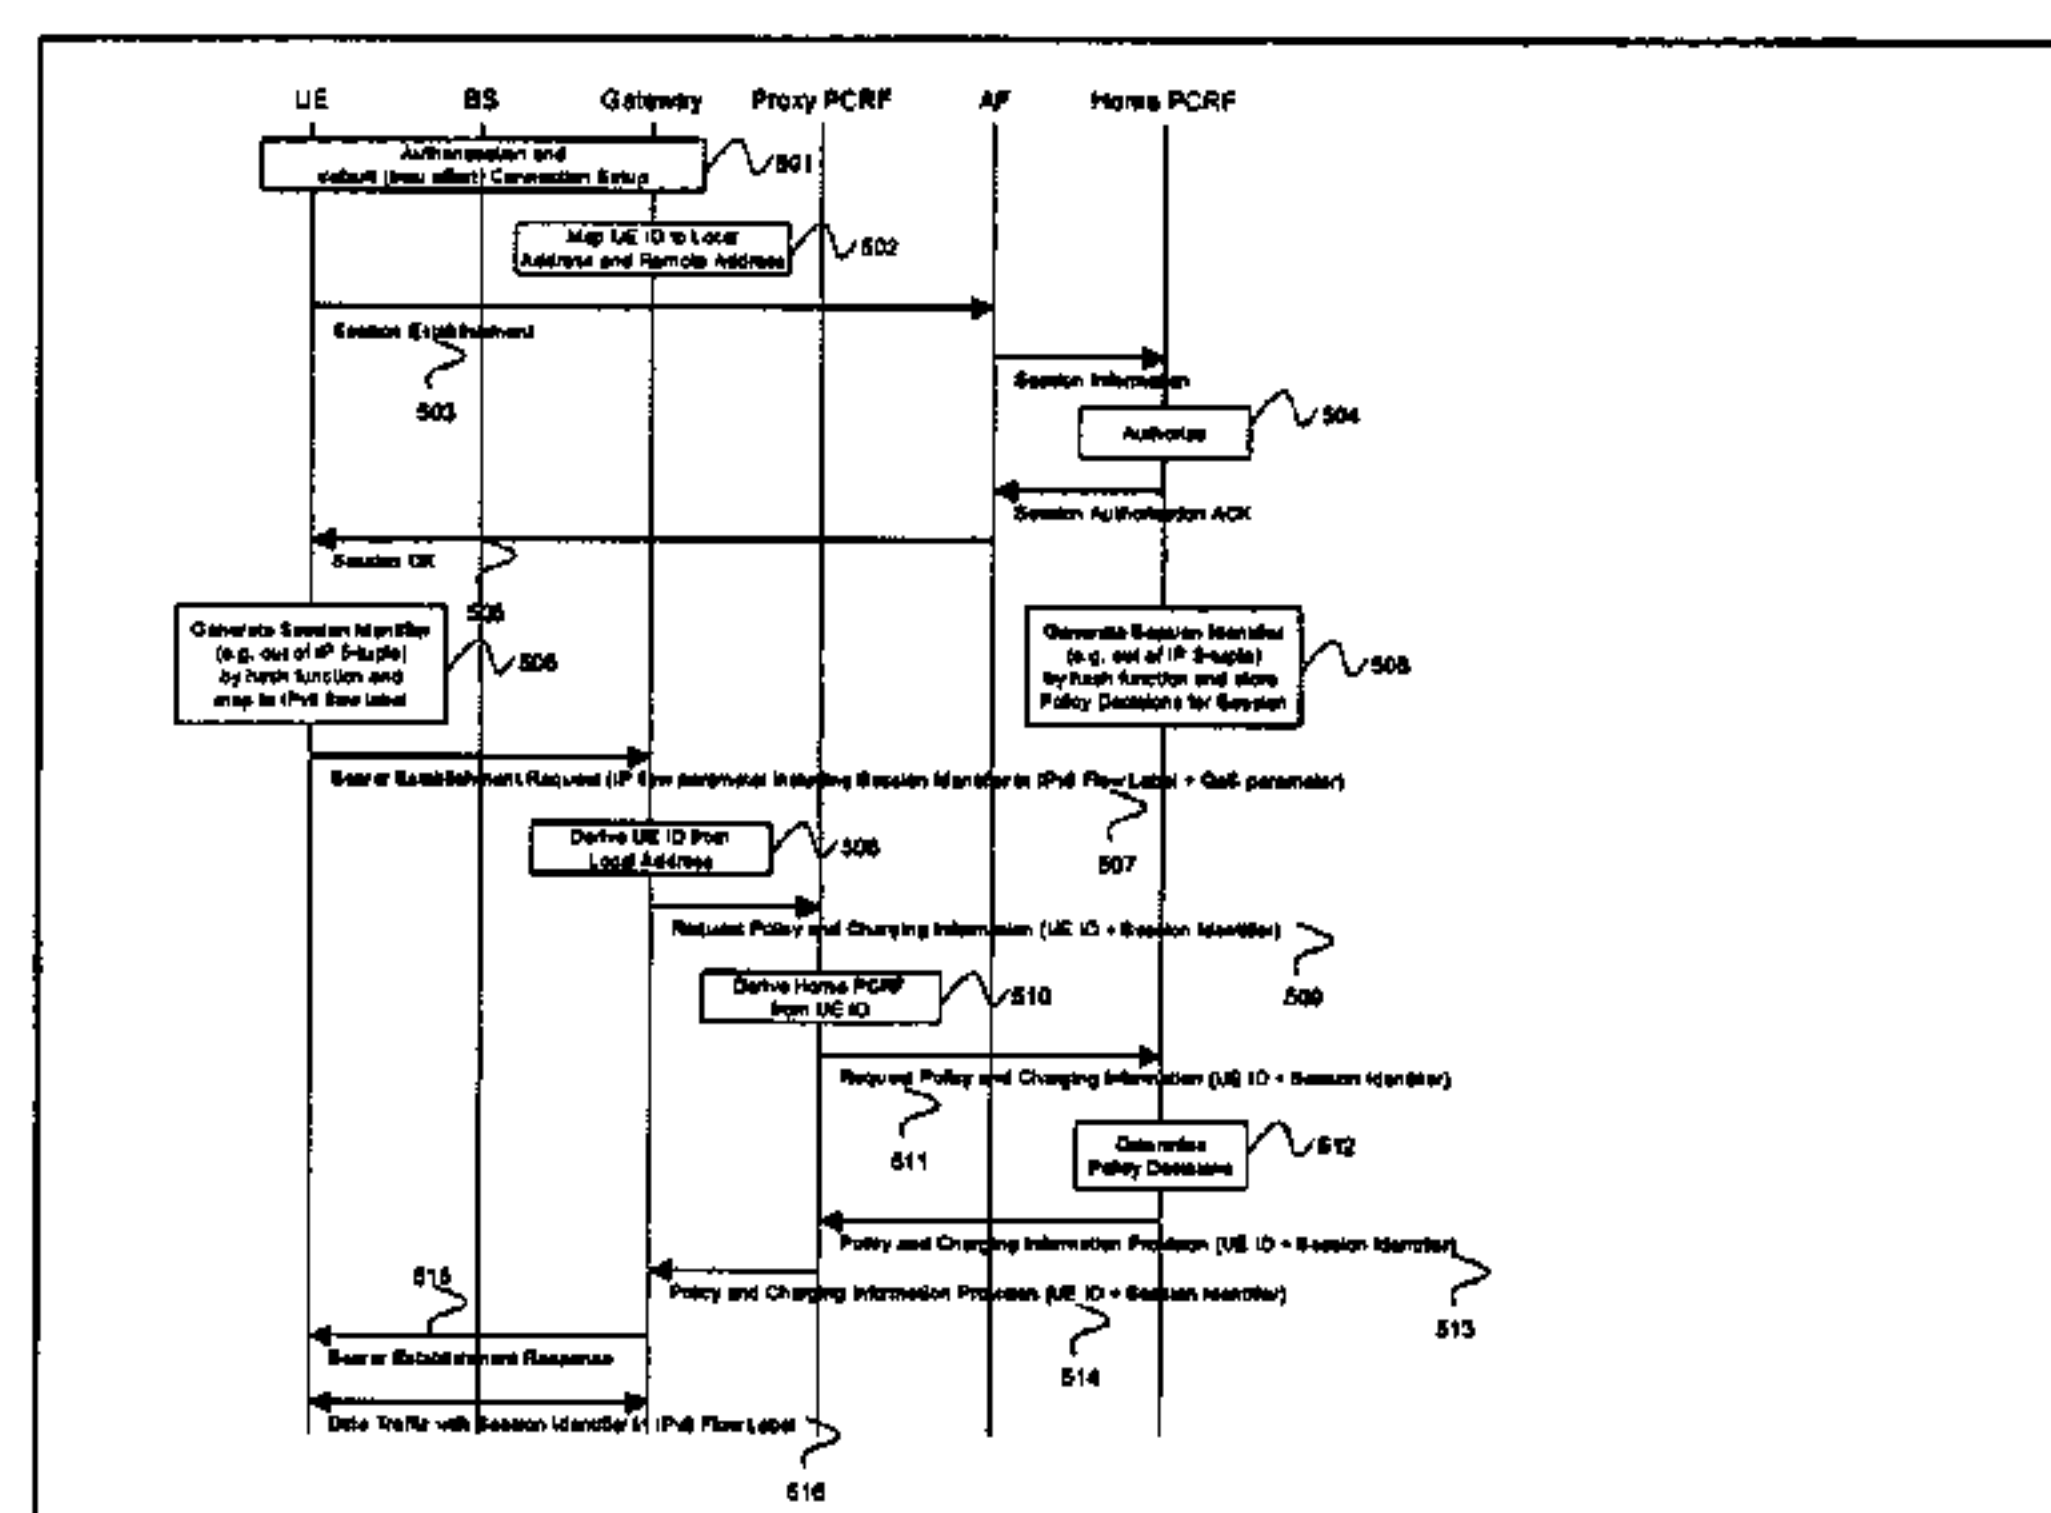 UE BS Gateway Proxy PCRF AF Home PCRF
Authentication and
default (best effort) Connection Setup
501
Map UE ID to Local
Address and Remote Address
502
Session Establishment
503
Session Information
504
Authorize
Session Authorisation ACK
Session OK
505
Generate Session Identifier
(e.g. out of IP 5-tuple)
by hash function and
map to IPv6 flow label
506
Generate Session Identifier
(e.g. out of IP 5-tuple)
by hash function and store
Policy Decisions for Session
508
Bearer Establishment Request (IP flow parameter including Session Identifier in IPv6 Flow Label + QoS parameter)
507
Derive UE ID from
Local Address
508
Request Policy and Charging Information (UE ID + Session Identifier)
509
Derive Home PCRF
from UE ID
510
Request Policy and Charging Information (UE ID + Session Identifier)
511
Determine
Policy Decisions
512
Policy and Charging Information Provision (UE ID + Session Identifier)
513
Policy and Charging Information Provision (UE ID + Session Identifier)
514
515
Bearer Establishment Response
Data Traffic with Session Identifier in IPv6 Flow Label
516